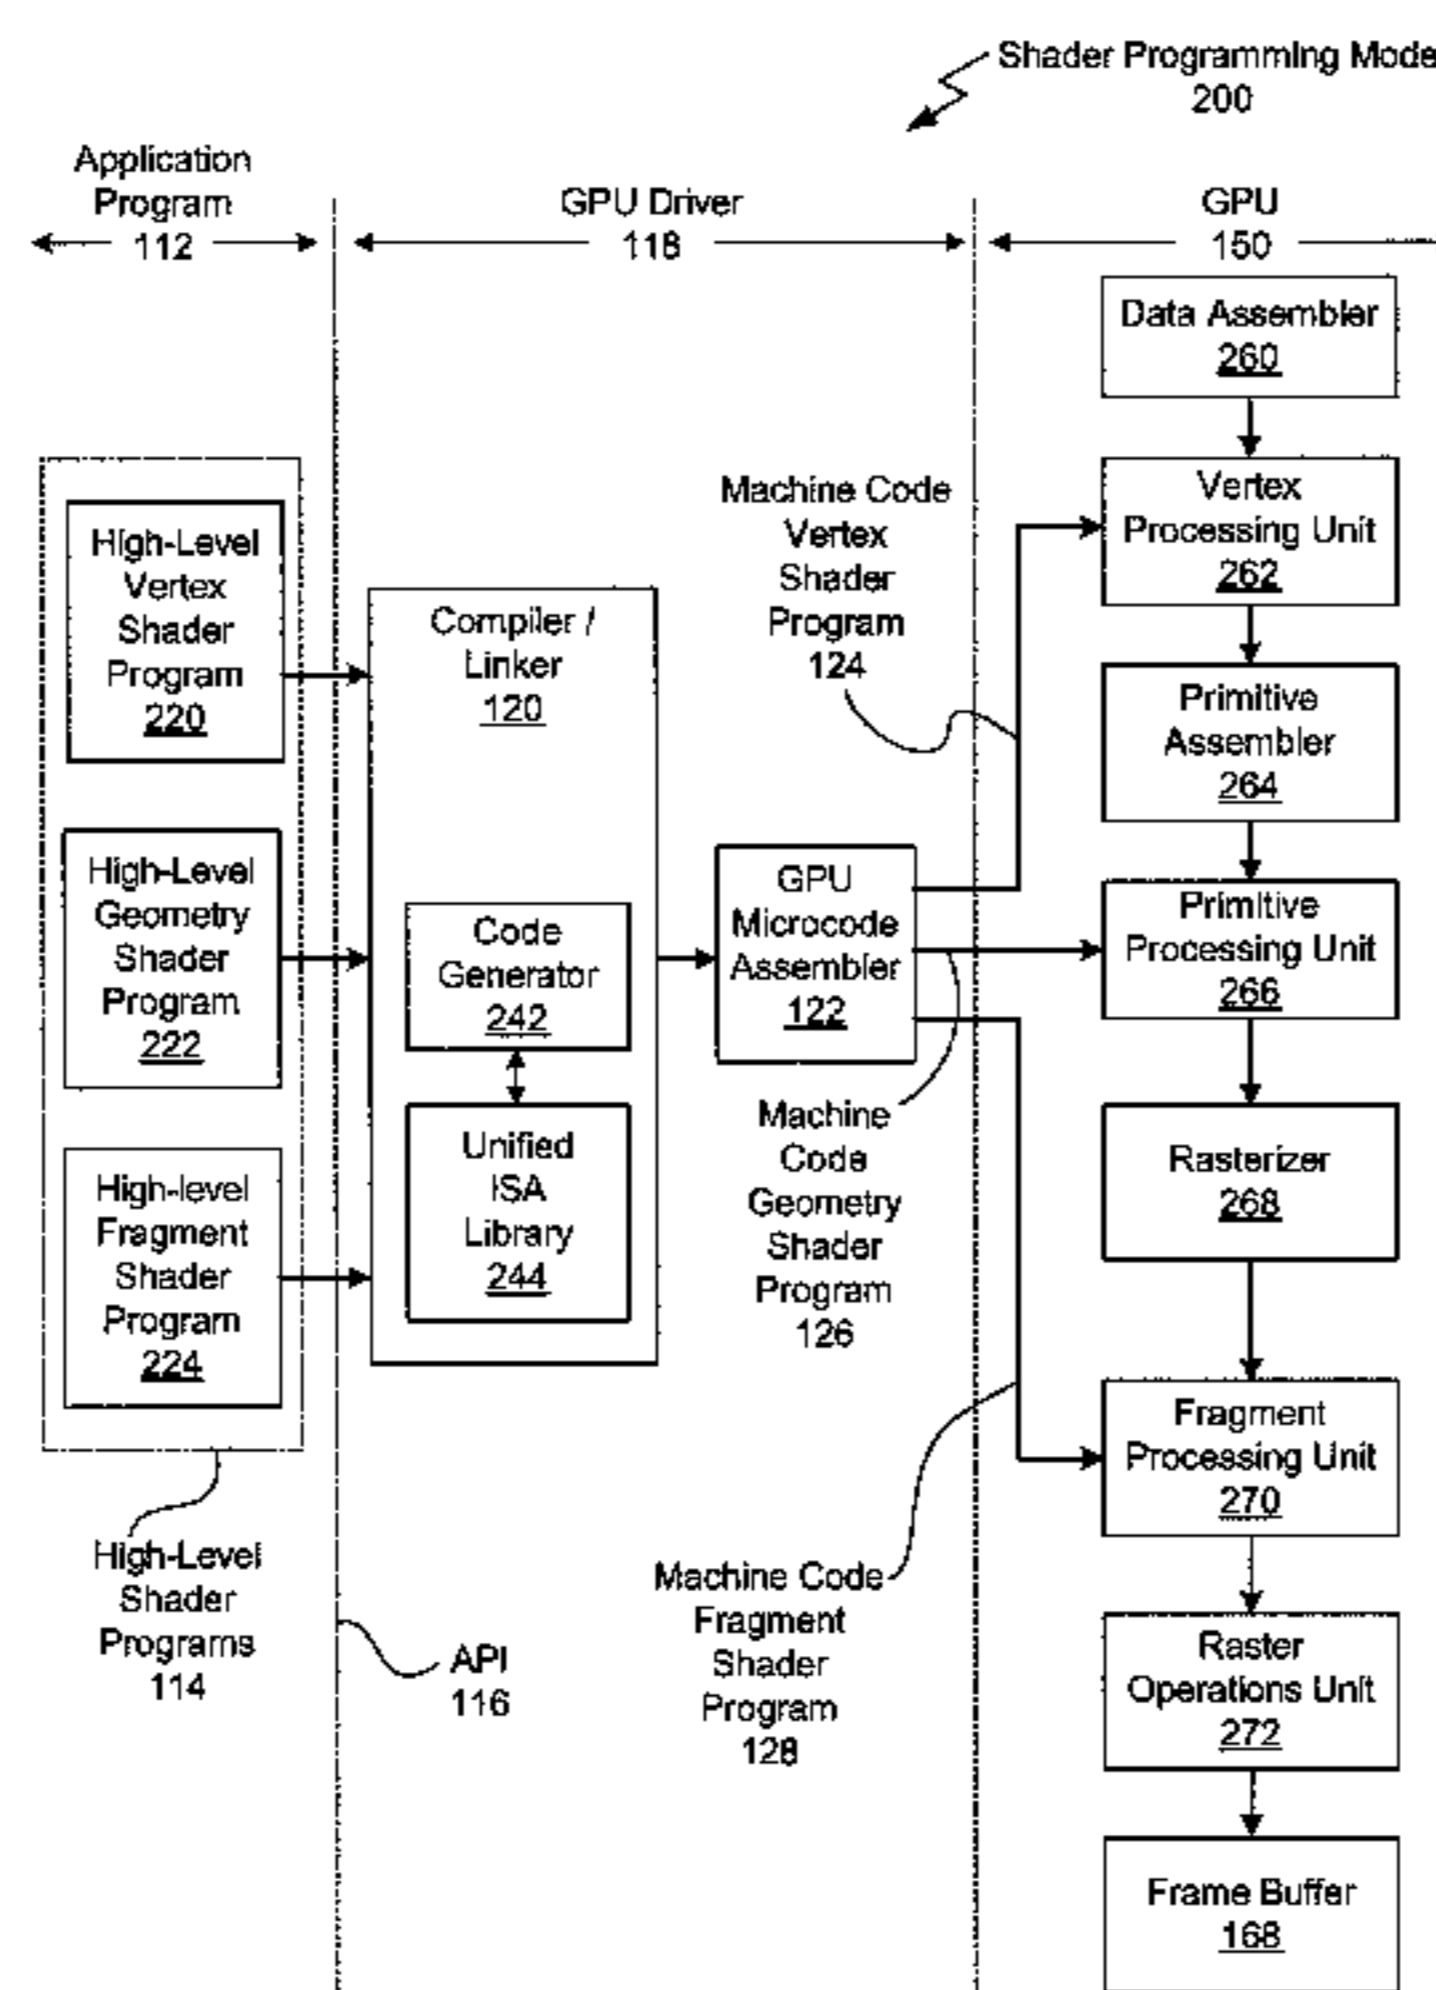 Shader Programming Mode
200
Application
Program
112
GPU Driver
118
GPU
150
Data Assembler
260
High-Level
Vertex
Shader
Program
220
High-Level
Geometry
Shader
Program
222
High-level
Fragment
Shader
Program
224
High-Level
Shader
Programs
114
API
116
Compiler /
Linker
120
Code
Generator
242
Unified
ISA
Library
244
GPU
Microcode
Assembler
122
Machine Code
Vertex
Shader
Program
124
Machine
Code
Geometry
Shader
Program
126
Machine Code
Fragment
Shader
Program
128
Vertex
Processing Unit
262
Primitive
Assembler
264
Primitive
Processing Unit
266
Rasterizer
268
Fragment
Processing Unit
270
Raster
Operations Unit
272
Frame Buffer
168